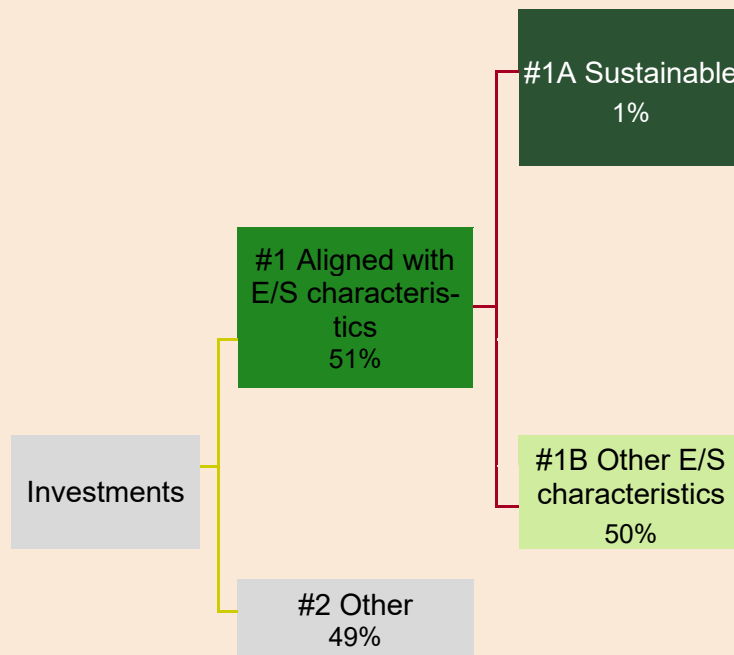 #1A Sustainable
1%
#1 Aligned with
E/S characteris-
tics
51%
Investments
#1B Other E/S
characteristics
50%
#2 Other
49%